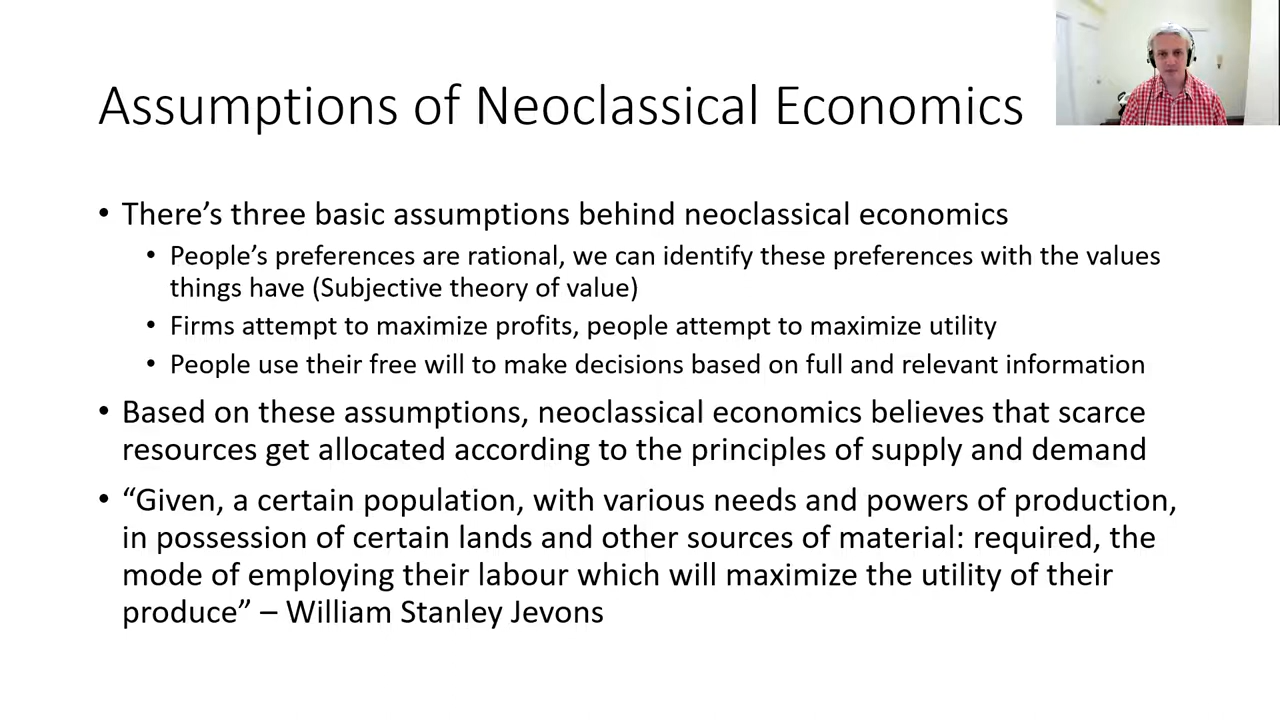 Assumptions of Neoclassical Economics
• There’s three basic assumptions behind neoclassical economics
• People’s preferences are rational, we can identify these preferences with the values
things have (Subjective theory of value)
• Firms attempt to maximize profits, people attempt to maximize utility
• People use their free will to make decisions based on full and relevant information
• Based on these assumptions, neoclassical economics believes that scarce
resources get allocated according to the principles of supply and demand
• “Given, a certain population, with various needs and powers of production,
in possession of certain lands and other sources of material: required, the
mode of employing their labour which will maximize the utility of their
produce” – William Stanley Jevons